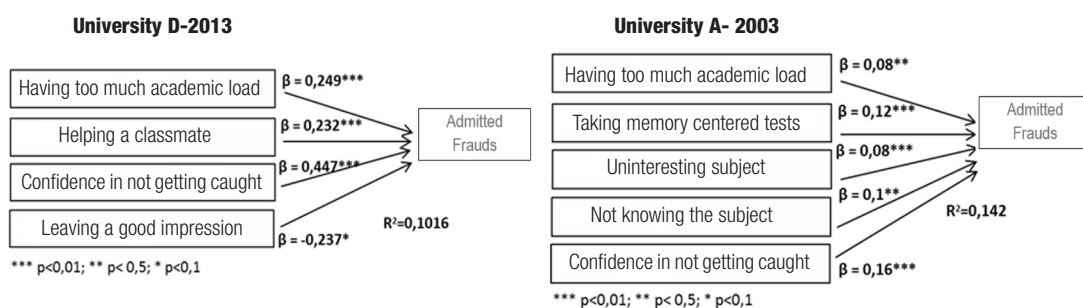 University D-2013
Having too much academic load
β = 0,249***
Helping a classmate
β = 0,232***
Confidence in not getting caught
β = 0,447***
Leaving a good impression
β = -0,237*
Admitted
Frauds
R²=0,1016
*** p<0,01; ** p< 0,5; * p<0,1
University A- 2003
Having too much academic load
β = 0,08**
Taking memory centered tests
β = 0,12***
Uninteresting subject
β = 0,08***
Not knowing the subject
β = 0,1**
Confidence in not getting caught
β = 0,16***
Admitted
Frauds
R²=0,142
*** p<0,01; ** p< 0,5; * p<0,1